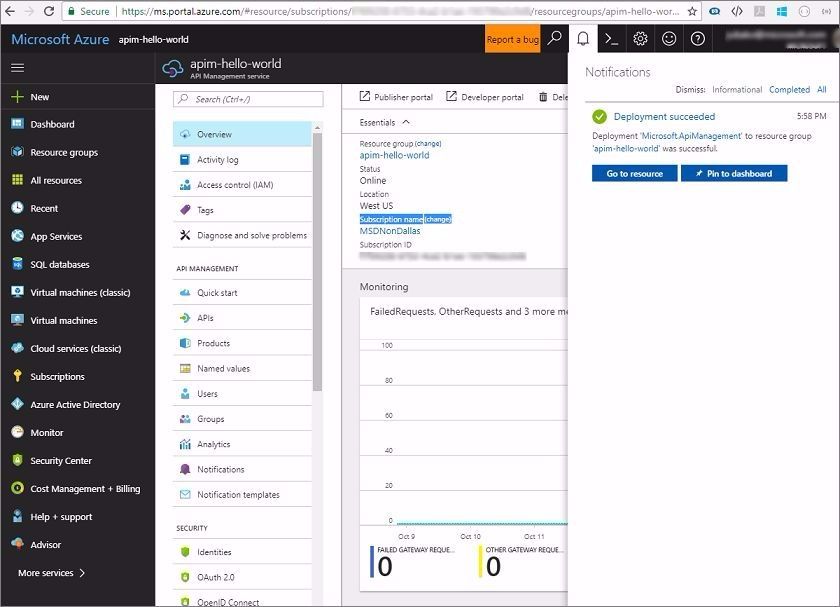 Secure
https://ms.portal.azure.com/#resource/subscriptions/
/resourcegroups/apim-hello-wor...
Microsoft Azure
apim-hello-world
Report a bug
New
Dashboard
Resource groups
All resources
Recent
App Services
SQL databases
Virtual machines (classic)
Virtual machines
Cloud services (classic)
Subscriptions
Azure Active Directory
Monitor
Security Center
Cost Management + Billing
Help + support
Advisor
More services
apim-hello-world
API Management service
Search (Ctrl+/)
Overview
Activity log
Access control (IAM)
Tags
Diagnose and solve problems
API MANAGEMENT
Quick start
APIs
Products
Named values
Users
Groups
Analytics
Notifications
Notification templates
SECURITY
Identities
OAuth 2.0
OpenID Connect
Publisher portal
Developer portal
Dele
Essentials
Resource group (change)
apim-hello-world
Status
Online
Location
West US
Subscription name (change)
MSDNonDallas
Subscription ID
Monitoring
FailedRequests, OtherRequests and 3 more me
100
80
60
40
20
0
Oct 9
Oct 10
Oct 11
FAILED GATEWAY REQUE...
0
OTHER GATEWAY REQUE...
0
Notifications
Dismiss: Informational Completed All
Deployment succeeded
5:58 PM
Deployment 'Microsoft.ApiManagement' to resource group
'apim-hello-world' was successful.
Go to resource
Pin to dashboard